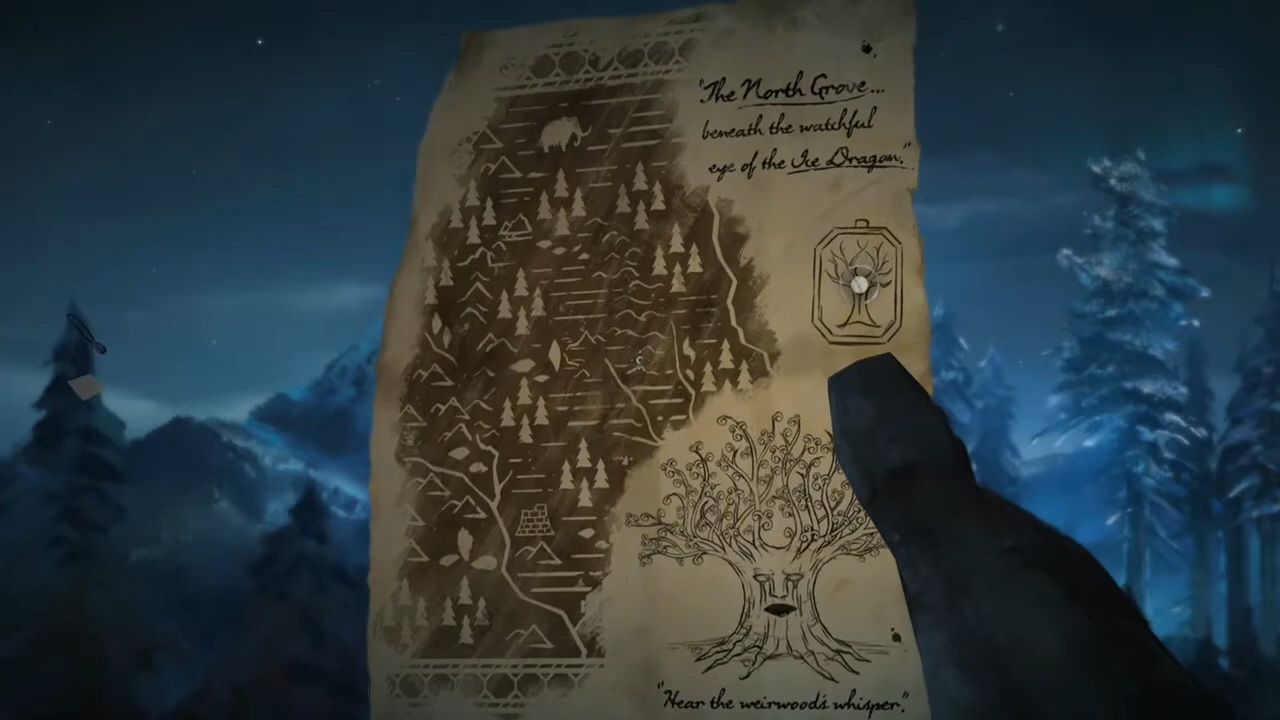 "The North Grove...
beneath the watchful
eye of the Ice Dragon."
"Hear the weirwood's whisper."